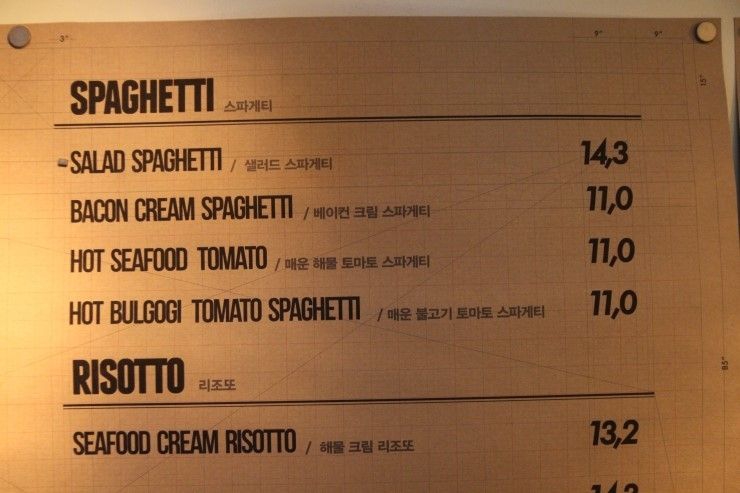 3" 9" 9"
SPAGHETTI 스파게티
15"
SALAD SPAGHETTI / 샐러드 스파게티 14,3
BACON CREAM SPAGHETTI / 베이컨 크림 스파게티 11,0
HOT SEAFOOD TOMATO / 매운 해물 토마토 스파게티 11,0
HOT BULGOGI TOMATO SPAGHETTI / 매운 불고기 토마토 스파게티 11,0
RISOTTO 리조또
SEAFOOD CREAM RISOTTO / 해물 크림 리조또 13,2